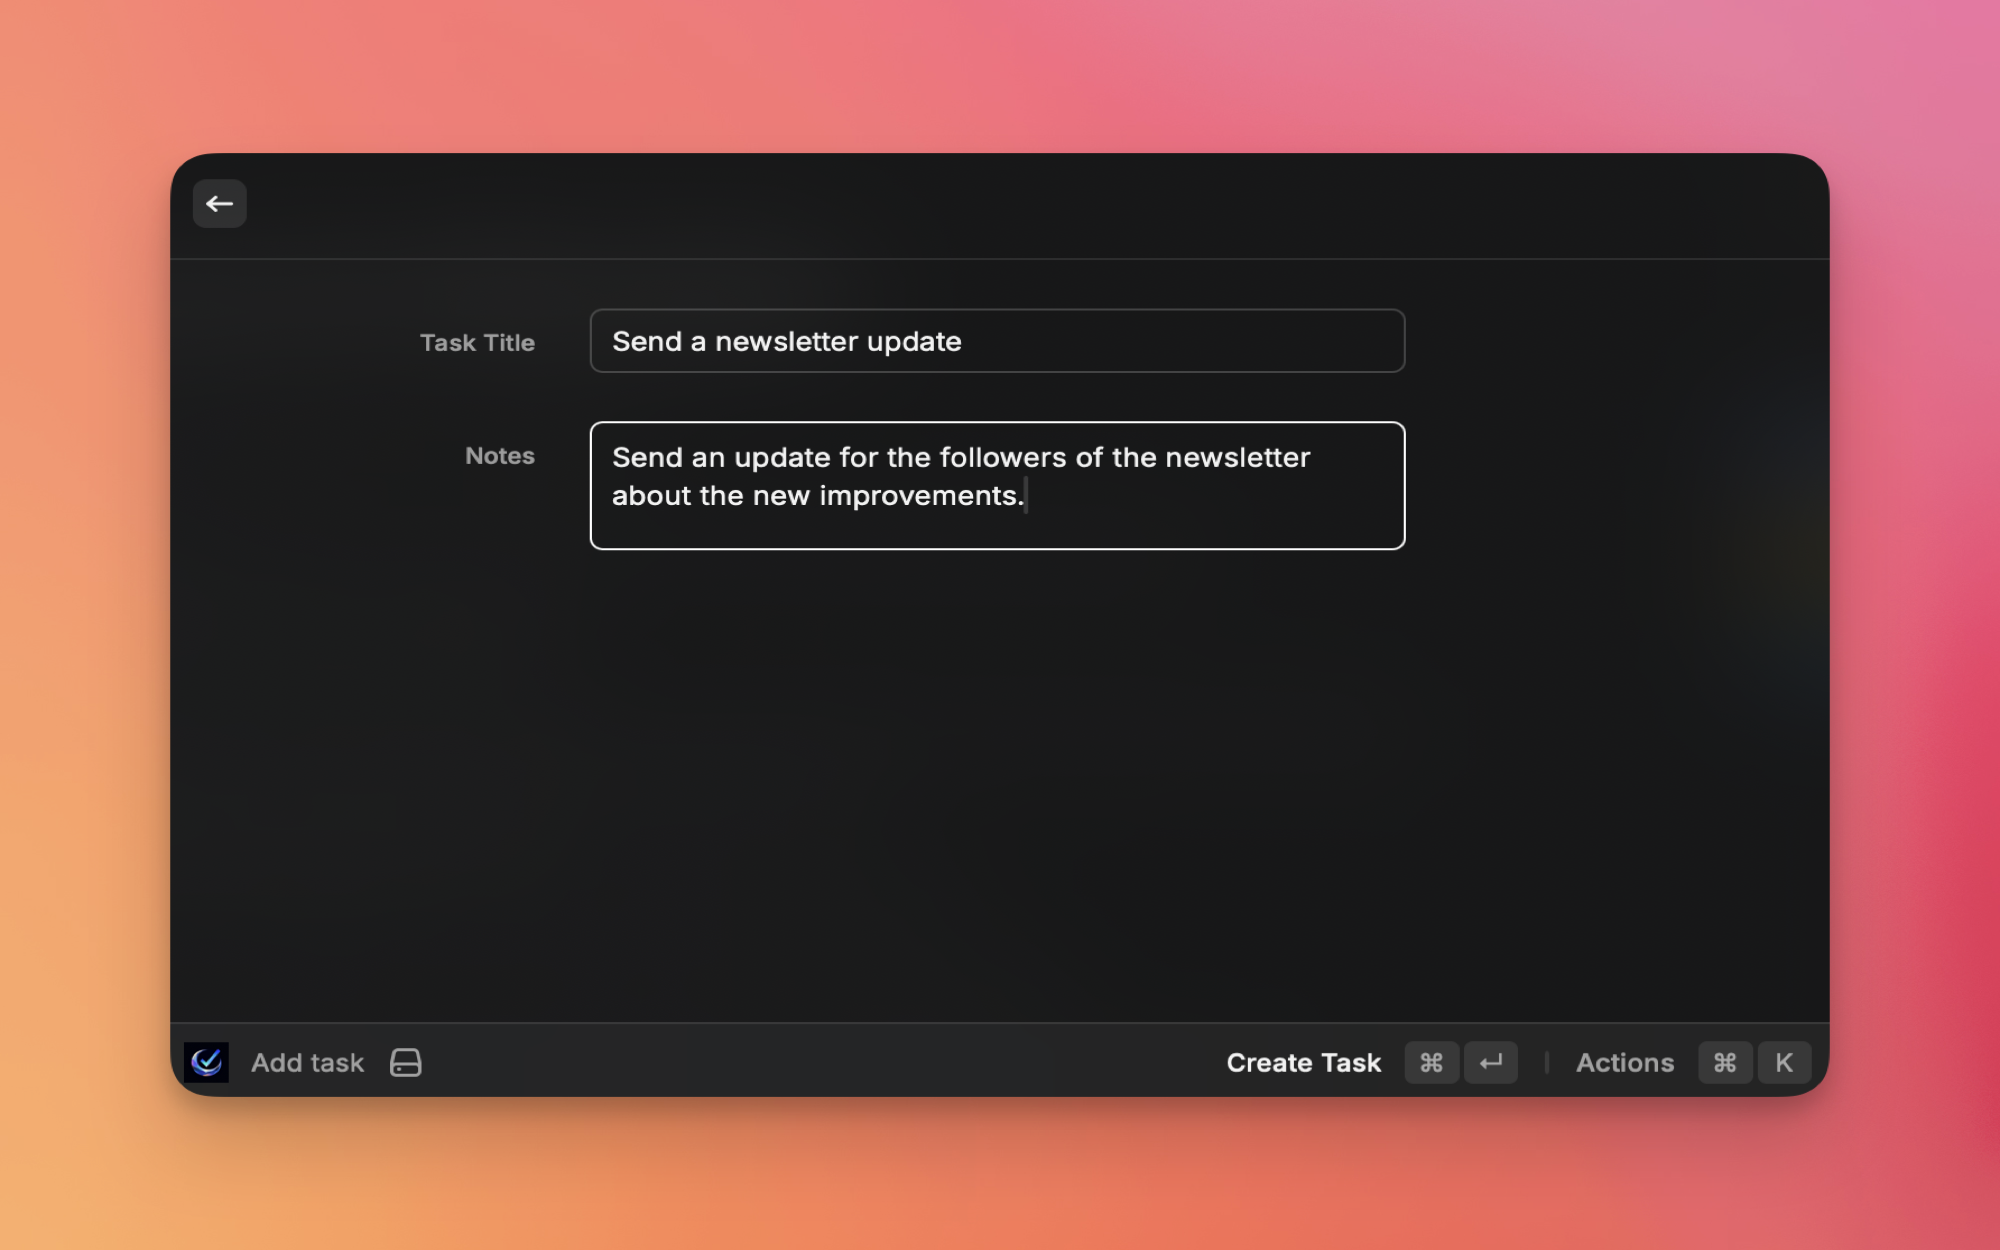 Task Title
Send a newsletter update
Notes
Send an update for the followers of the newsletter
about the new improvements.
Add task
Create Task ⌘ ↵ | Actions ⌘ K